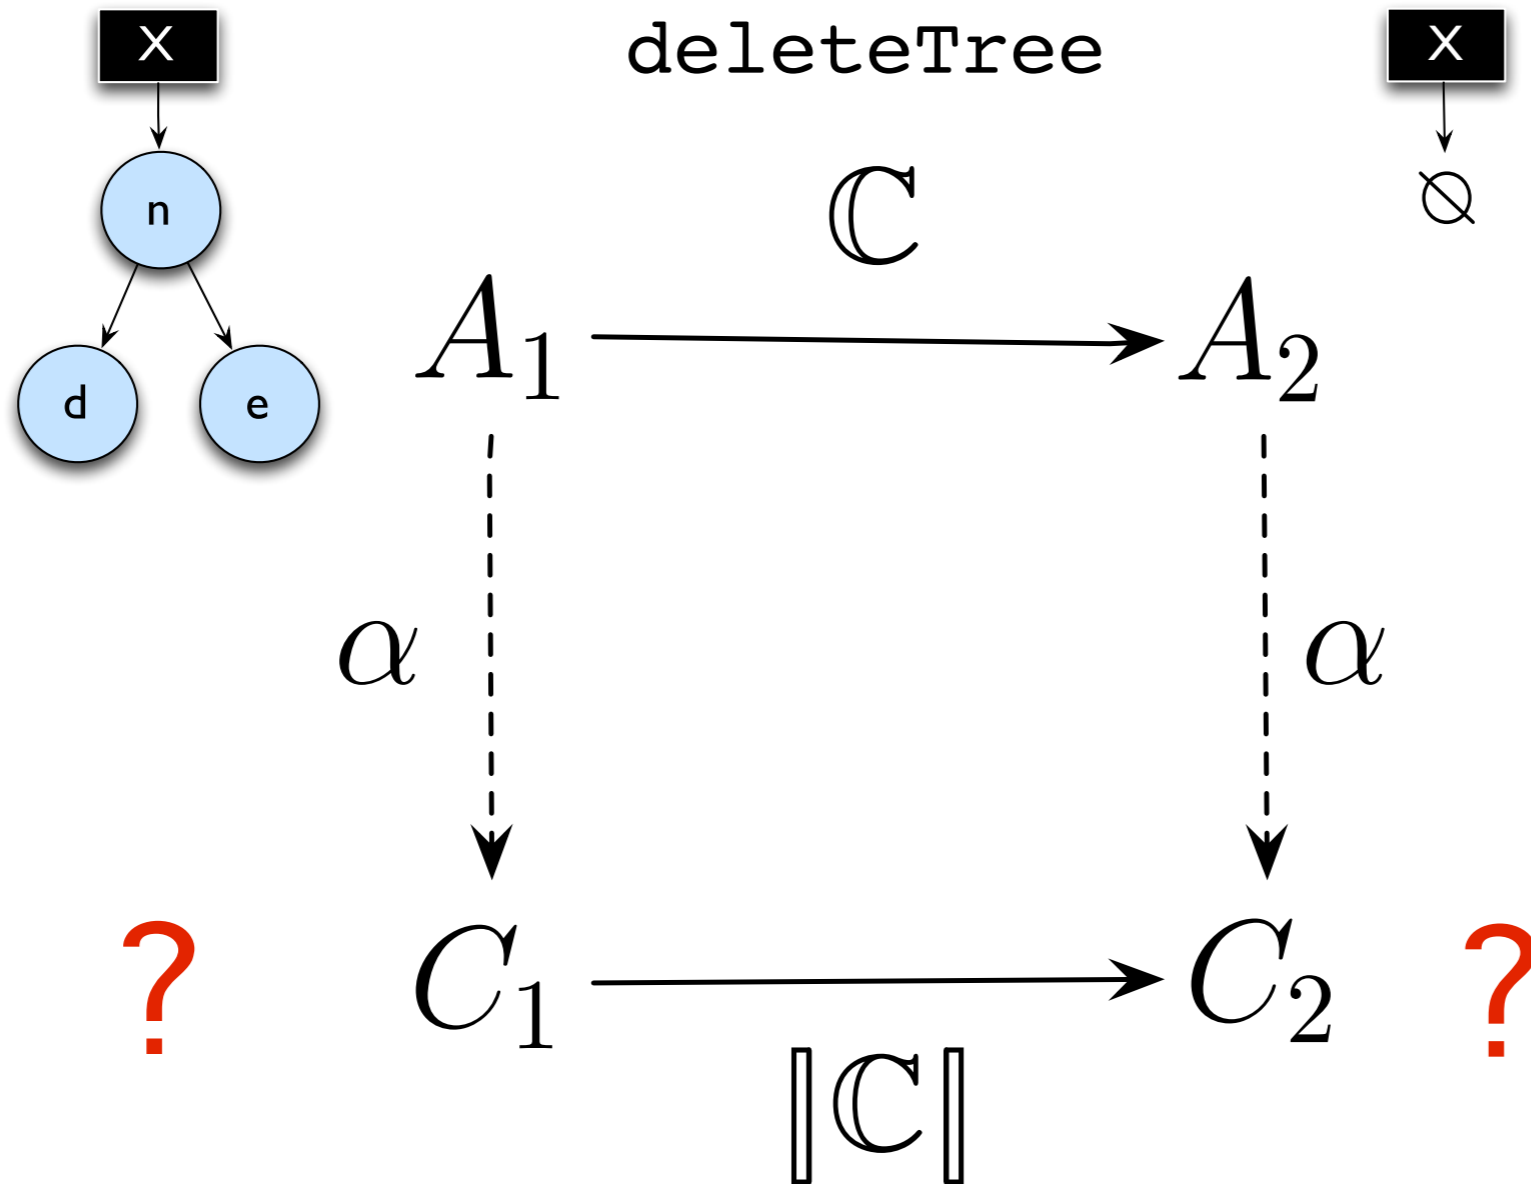 X deleteTree X
n ℂ ∅
A₁ A₂
d e
α α
? C₁ C₂ ?
⟦ℂ⟧